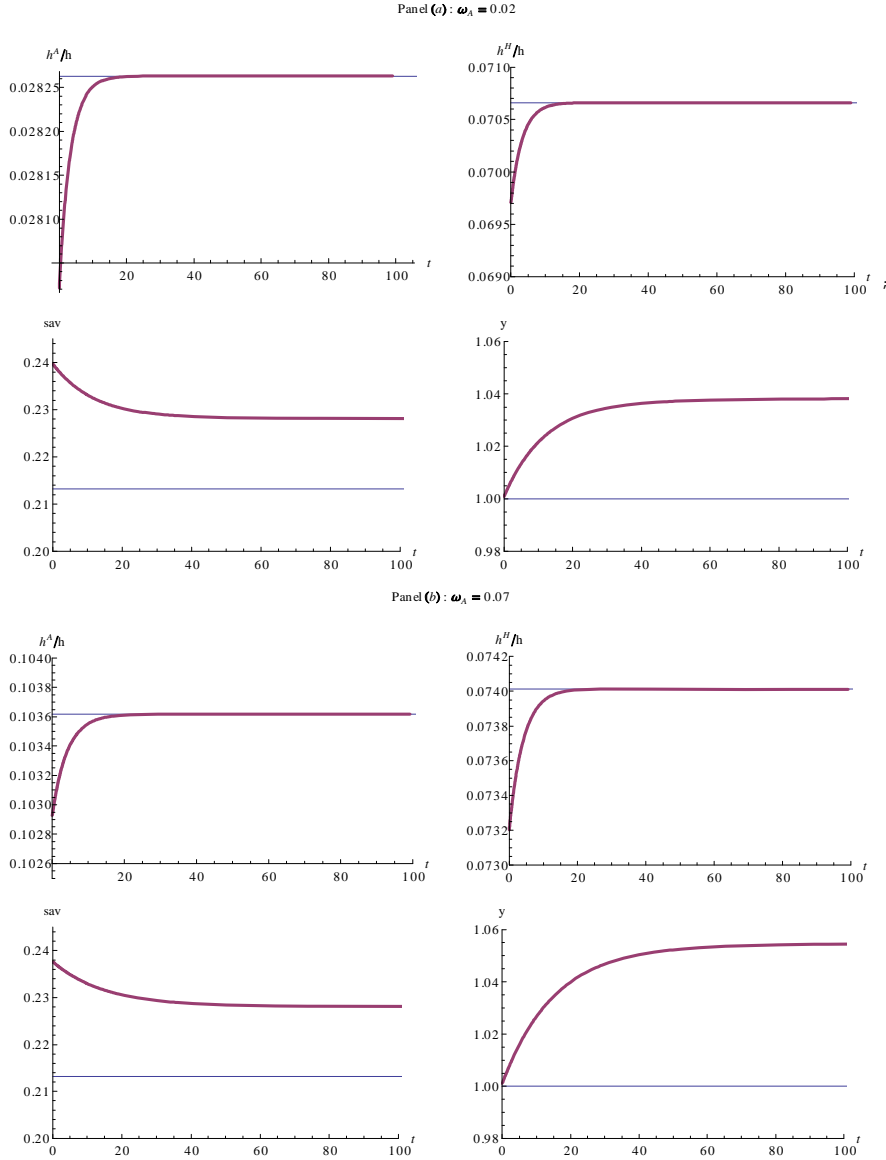 Panel (a) : ω_A = 0.02
h^A/h
0.02825
0.02820
0.02815
0.02810
20 40 60 80 100 t
h^H/h
0.0710
0.0705
0.0700
0.0695
0.0690
0 20 40 60 80 100 t
;
sav
0.24
0.23
0.22
0.21
0.20
0 20 40 60 80 100 t
y
1.06
1.04
1.02
1.00
0.98
0 20 40 60 80 100 t
Panel (b) : ω_A = 0.07
h^A/h
0.1040
0.1038
0.1036
0.1034
0.1032
0.1030
0.1028
0.1026
20 40 60 80 100 t
h^H/h
0.0742
0.0740
0.0738
0.0736
0.0734
0.0732
0.0730
0 20 40 60 80 100 t
sav
0.24
0.23
0.22
0.21
0.20
0 20 40 60 80 100 t
y
1.06
1.04
1.02
1.00
0.98
0 20 40 60 80 100 t